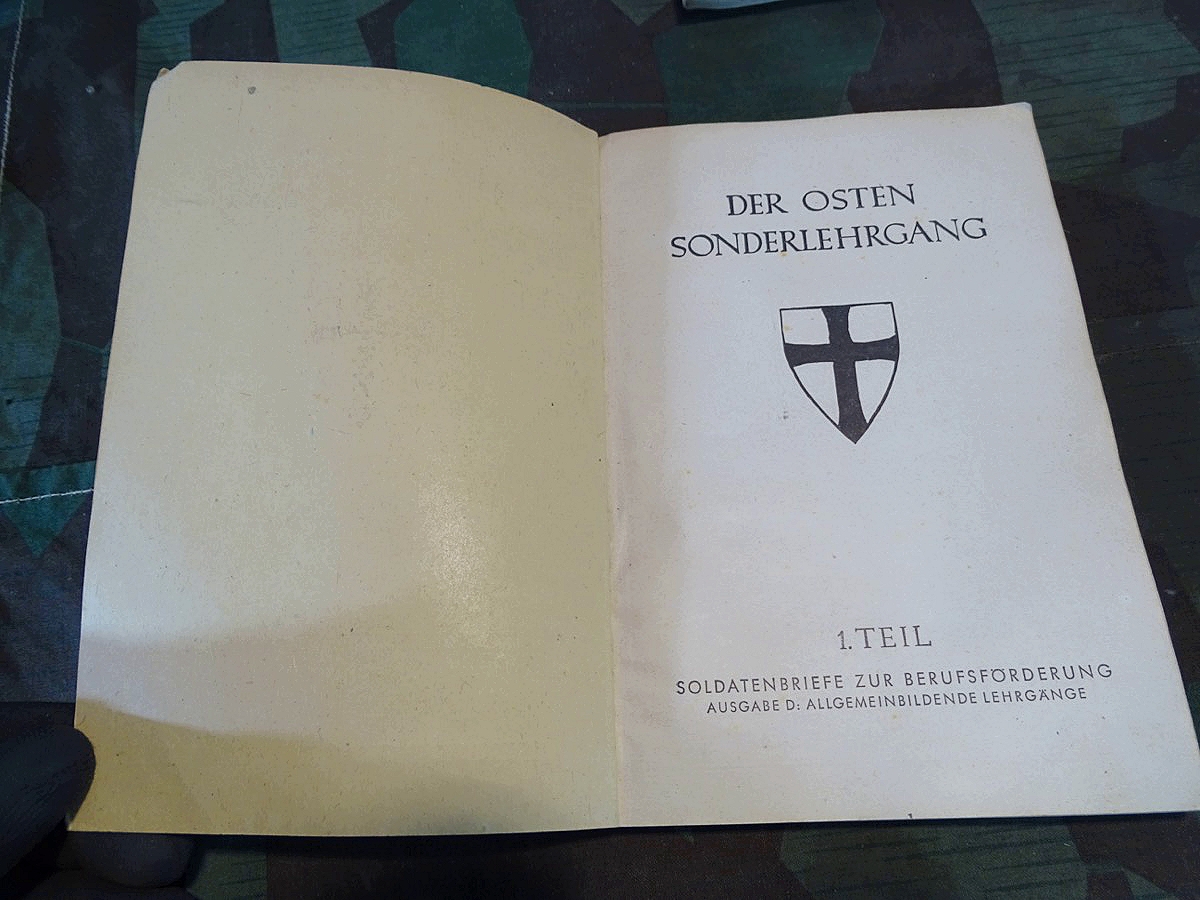 DER OSTEN
SONDERLEHRGANG
1. TEIL
SOLDATENBRIEFE ZUR BERUFSFÖRDERUNG
AUSGABE D: ALLGEMEINBILDENDE LEHRGÄNGE